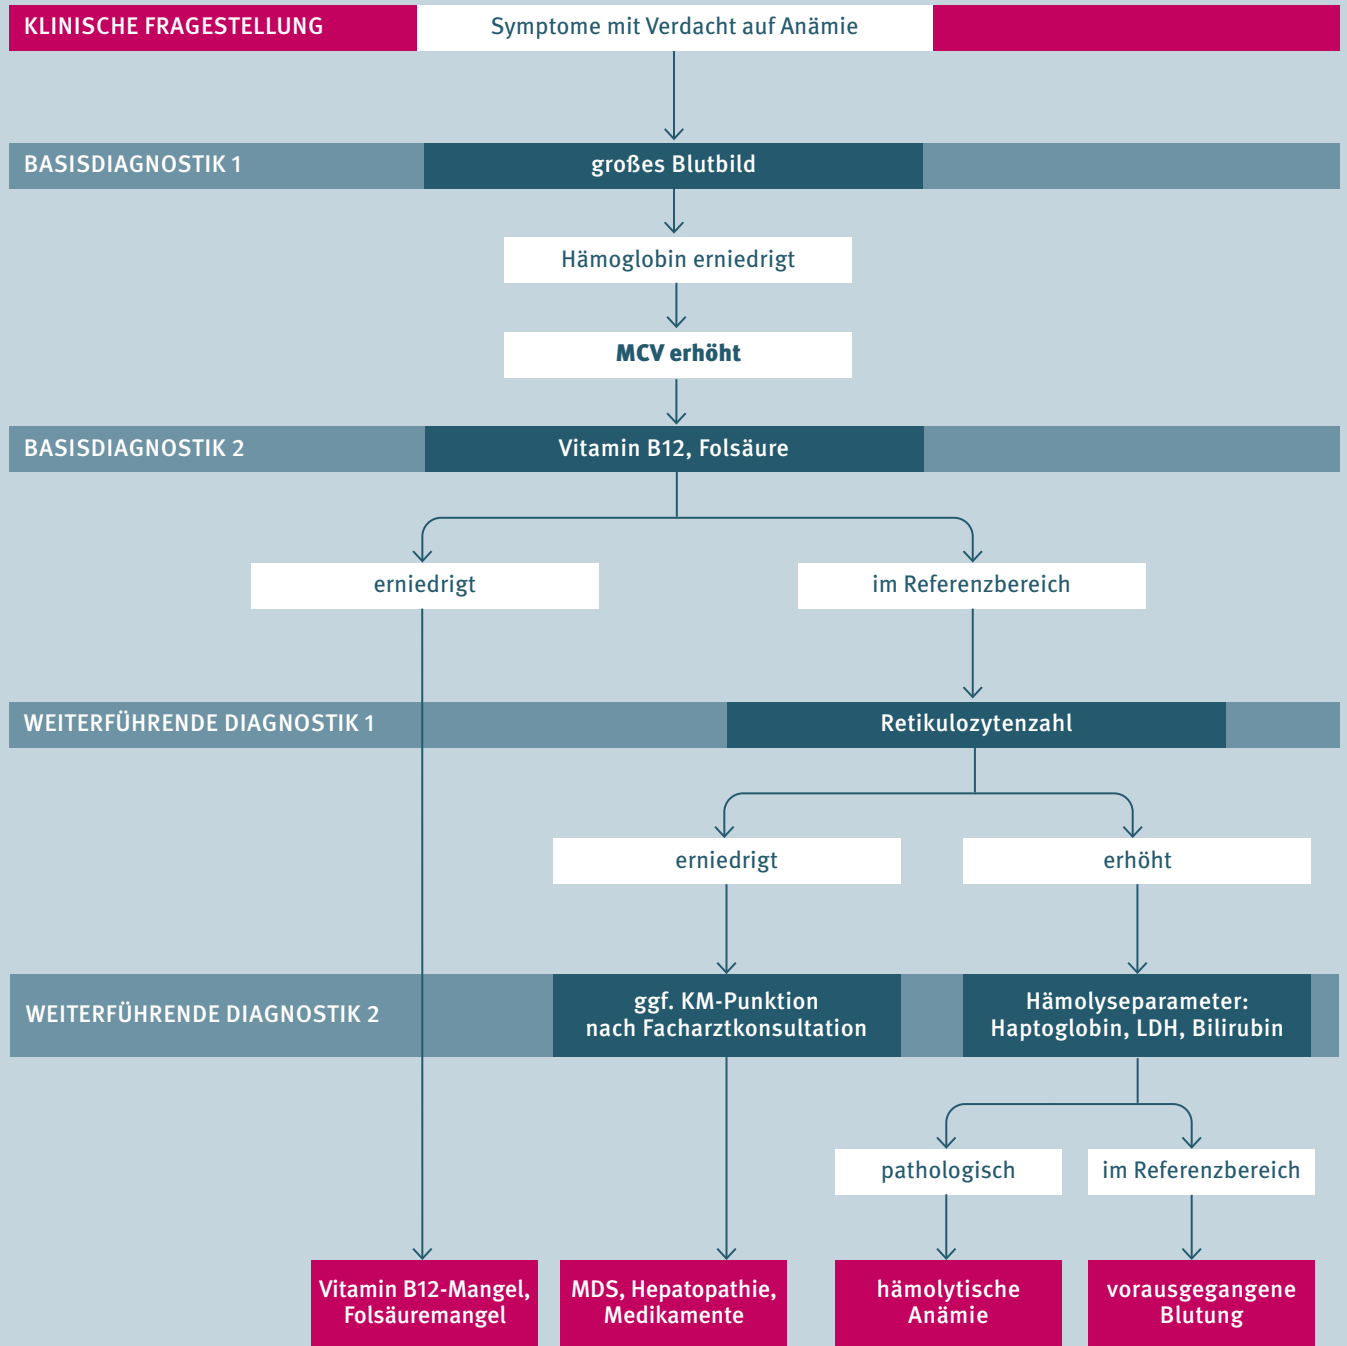 KLINISCHE FRAGESTELLUNG
Symptome mit Verdacht auf Anämie
BASISDIAGNOSTIK 1
großes Blutbild
Hämoglobin erniedrigt
MCV erhöht
BASISDIAGNOSTIK 2
Vitamin B12, Folsäure
erniedrigt
im Referenzbereich
WEITERFÜHRENDE DIAGNOSTIK 1
Retikulozytenzahl
erniedrigt
erhöht
WEITERFÜHRENDE DIAGNOSTIK 2
ggf. KM-Punktion
nach Facharztkonsultation
Hämolyseparameter:
Haptoglobin, LDH, Bilirubin
pathologisch
im Referenzbereich
Vitamin B12-Mangel,
Folsäuremangel
MDS, Hepatopathie,
Medikamente
hämolytische
Anämie
vorausgegangene
Blutung